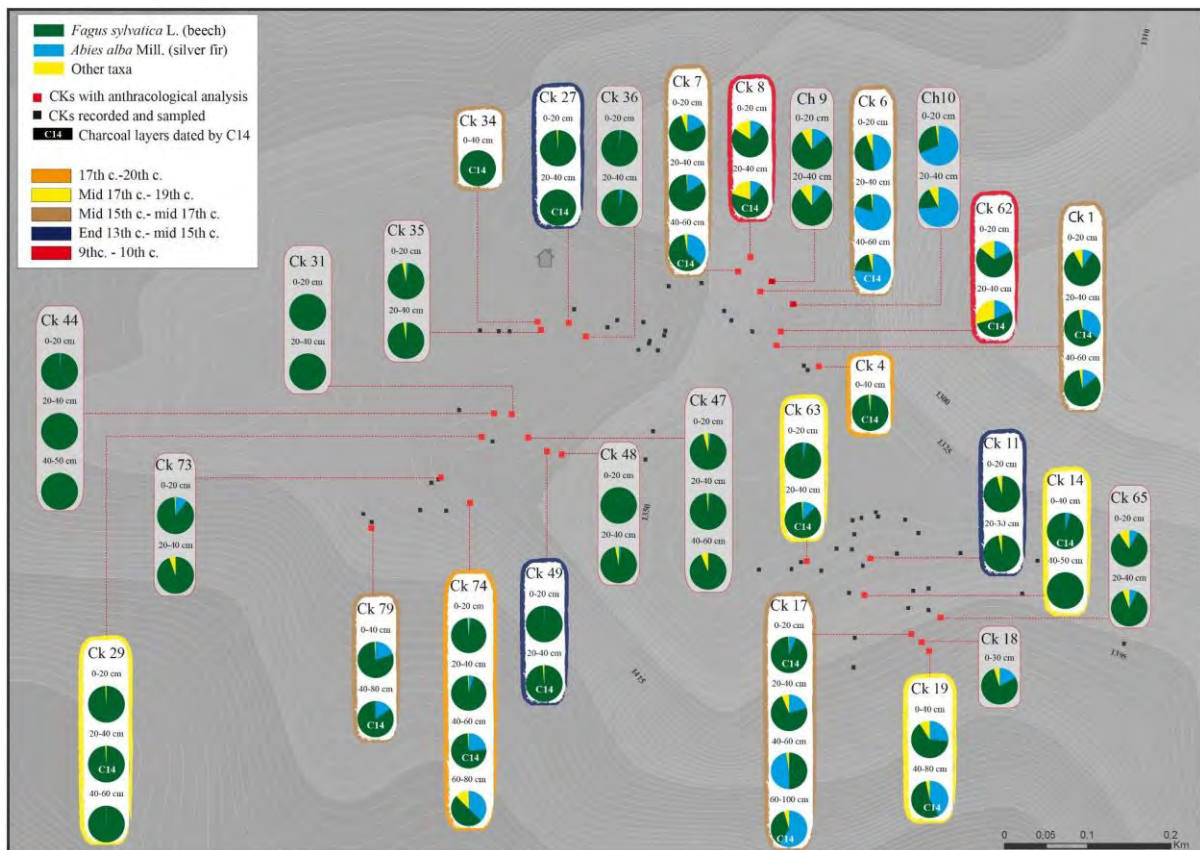 Fagus sylvatica L. (beech)
Abies alba Mill. (silver fir)
Other taxa
CKs with anthracological analysis
CKs recorded and sampled
C14 Charcoal layers dated by C14
17th c.-20th c.
Mid 17th c.- 19th c.
Mid 15th c.- mid 17th c.
End 13th c.- mid 15th c.
9thc. - 10th c.
Ck 34
0-40 cm
C14
Ck 27
0-20 cm
20-40 cm
C14
Ck 36
0-20 cm
20-40 cm
Ck 7
0-20 cm
20-40 cm
40-60 cm
C14
Ck 8
0-20 cm
20-40 cm
C14
Ch 9
0-20 cm
20-40 cm
Ck 6
0-20 cm
20-40 cm
40-60 cm
C14
Ch10
0-20 cm
20-40 cm
Ck 62
0-20 cm
20-40 cm
C14
Ck 1
0-20 cm
20-40 cm
C14
40-60 cm
1310
Ck 35
0-20 cm
20-40 cm
Ck 31
0-20 cm
20-40 cm
Ck 44
0-20 cm
20-40 cm
40-50 cm
Ck 4
0-40 cm
C14
1300
1325
Ck 63
0-20 cm
20-40 cm
C14
Ck 47
0-20 cm
20-40 cm
40-60 cm
Ck 48
0-20 cm
20-40 cm
1350
Ck 11
0-20 cm
20-30 cm
Ck 14
0-40 cm
C14
40-50 cm
Ck 65
0-20 cm
20-40 cm
Ck 73
0-20 cm
20-40 cm
Ck 29
0-20 cm
20-40 cm
C14
40-60 cm
Ck 79
0-40 cm
40-80 cm
C14
Ck 74
0-20 cm
20-40 cm
40-60 cm
C14
60-80 cm
Ck 49
0-20 cm
20-40 cm
C14
1415
Ck 17
0-20 cm
C14
20-40 cm
40-60 cm
60-100 cm
C14
Ck 18
0-30 cm
Ck 19
0-40 cm
40-80 cm
C14
1395
0 0,05 0,1 0,2
Km